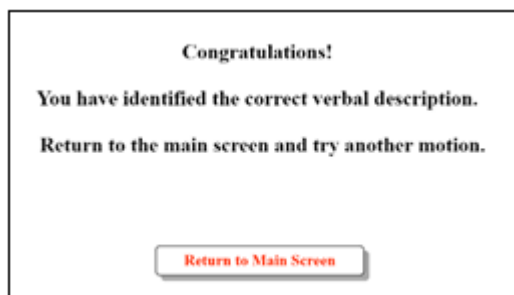 Congratulations!
You have identified the correct verbal description.
Return to the main screen and try another motion.
Return to Main Screen